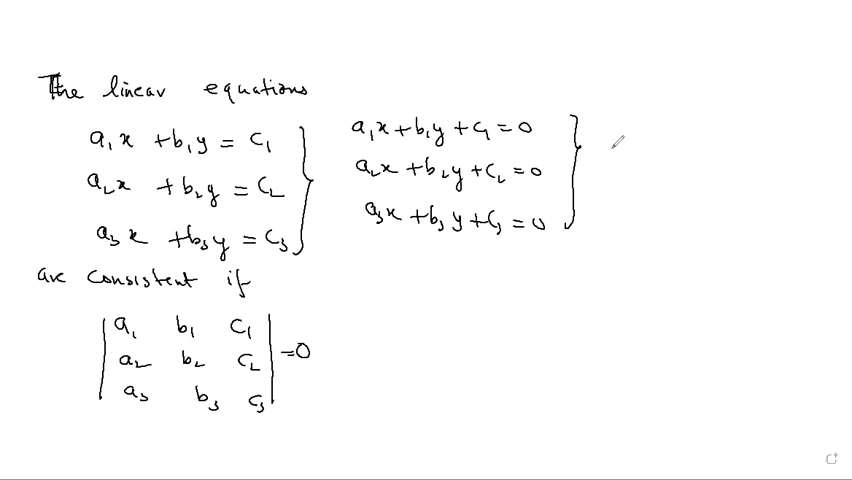 The linear equations
a₁x + b₁y = c₁
a₂x + b₂y = c₂
a₃x + b₃y = c₃
a₁x + b₁y + c₁ = 0
a₂x + b₂y + c₂ = 0
a₃x + b₃y + c₃ = 0
are consistent if
| a₁ b₁ c₁ |
| a₂ b₂ c₂ | = 0
| a₃ b₃ c₃ |